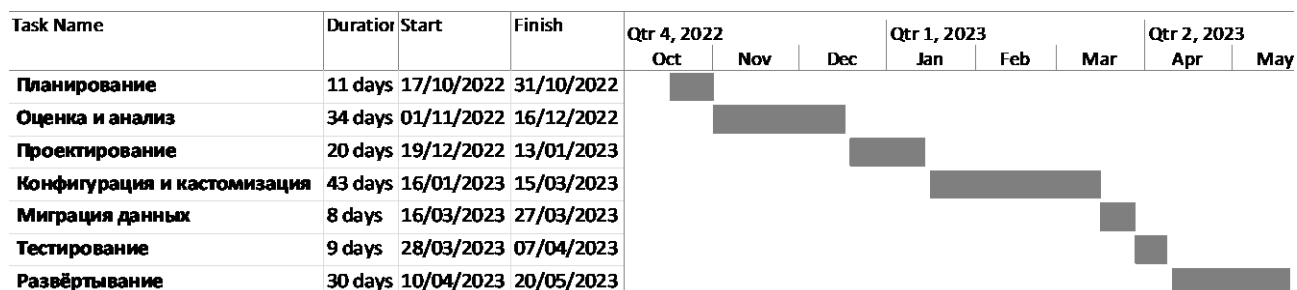 Task Name Duration Start Finish Qtr 4, 2022 Qtr 1, 2023 Qtr 2, 2023
Oct Nov Dec Jan Feb Mar Apr May
Планирование 11 days 17/10/2022 31/10/2022
Оценка и анализ 34 days 01/11/2022 16/12/2022
Проектирование 20 days 19/12/2022 13/01/2023
Конфигурация и кастомизация 43 days 16/01/2023 15/03/2023
Миграция данных 8 days 16/03/2023 27/03/2023
Тестирование 9 days 28/03/2023 07/04/2023
Развёртывание 30 days 10/04/2023 20/05/2023